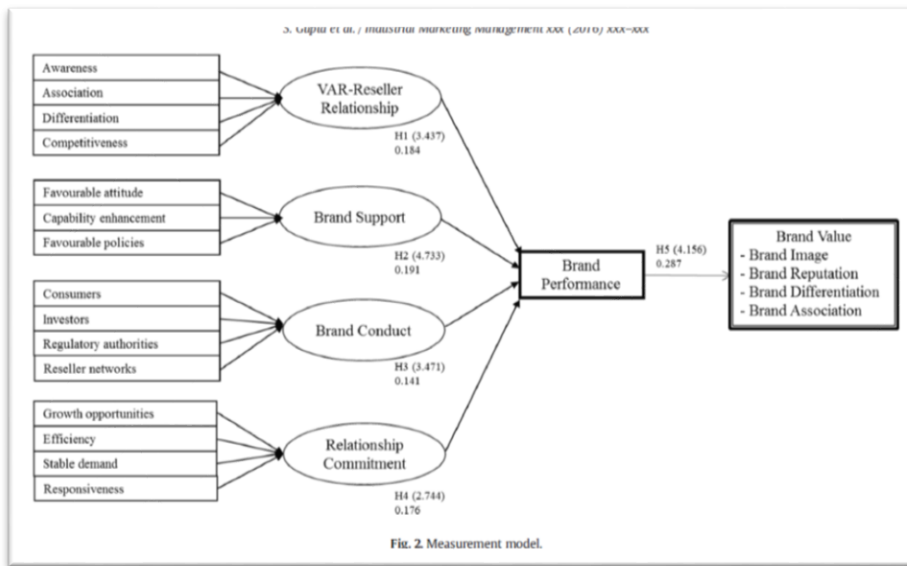 S. Gupta et al. / Industrial Marketing Management xxx (2016) xxx–xxx
Awareness
Association
Differentiation
Competitiveness
VAR-Reseller
Relationship
H1 (3.437)
0.184
Favourable attitude
Capability enhancement
Favourable policies
Brand Support
H2 (4.733)
0.191
Consumers
Investors
Regulatory authorities
Reseller networks
Brand Conduct
H3 (3.471)
0.141
Growth opportunities
Efficiency
Stable demand
Responsiveness
Relationship
Commitment
H4 (2.744)
0.176
Brand
Performance
H5 (4.156)
0.287
Brand Value
- Brand Image
- Brand Reputation
- Brand Differentiation
- Brand Association
Fig. 2. Measurement model.